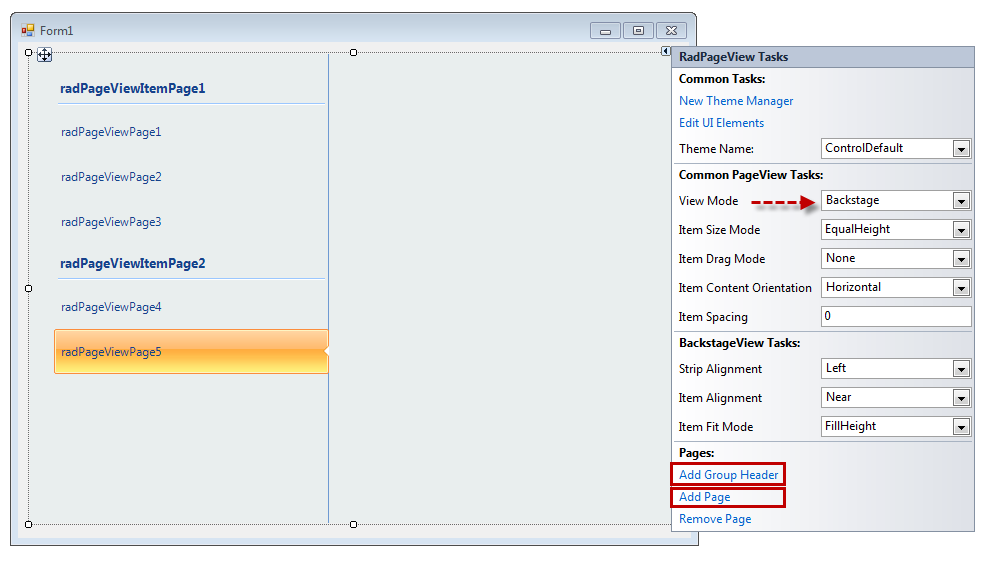 Form1
radPageViewItemPage1
radPageViewPage1
radPageViewPage2
radPageViewPage3
radPageViewItemPage2
radPageViewPage4
radPageViewPage5
RadPageView Tasks
Common Tasks:
New Theme Manager
Edit UI Elements
Theme Name: ControlDefault
Common PageView Tasks:
View Mode Backstage
Item Size Mode EqualHeight
Item Drag Mode None
Item Content Orientation Horizontal
Item Spacing 0
BackstageView Tasks:
Strip Alignment Left
Item Alignment Near
Item Fit Mode FillHeight
Pages:
Add Group Header
Add Page
Remove Page